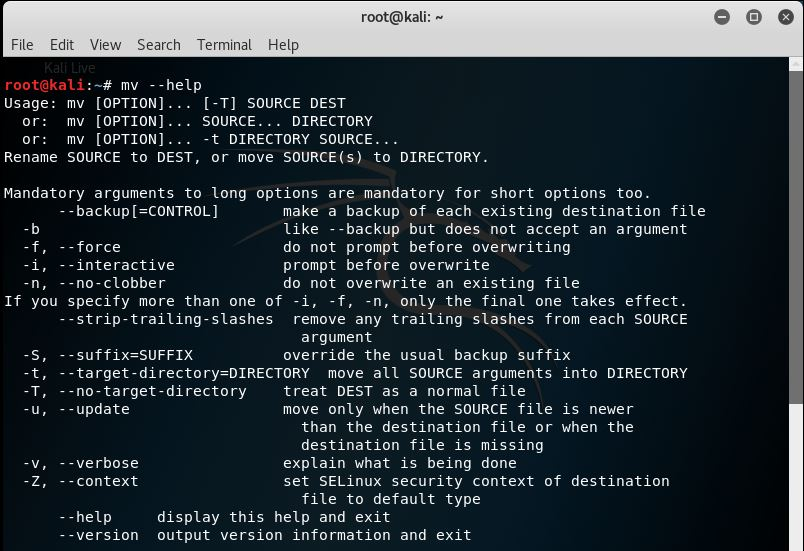 root@kali: ~
File Edit View Search Terminal Help
Kali Live
root@kali:~# mv --help
Usage: mv [OPTION]... [-T] SOURCE DEST
  or:  mv [OPTION]... SOURCE... DIRECTORY
  or:  mv [OPTION]... -t DIRECTORY SOURCE...
Rename SOURCE to DEST, or move SOURCE(s) to DIRECTORY.

Mandatory arguments to long options are mandatory for short options too.
      --backup[=CONTROL]       make a backup of each existing destination file
  -b                           like --backup but does not accept an argument
  -f, --force                  do not prompt before overwriting
  -i, --interactive            prompt before overwrite
  -n, --no-clobber             do not overwrite an existing file
If you specify more than one of -i, -f, -n, only the final one takes effect.
      --strip-trailing-slashes  remove any trailing slashes from each SOURCE
                                 argument
  -S, --suffix=SUFFIX          override the usual backup suffix
  -t, --target-directory=DIRECTORY  move all SOURCE arguments into DIRECTORY
  -T, --no-target-directory    treat DEST as a normal file
  -u, --update                 move only when the SOURCE file is newer
                                 than the destination file or when the
                                 destination file is missing
  -v, --verbose                explain what is being done
  -Z, --context                set SELinux security context of destination
                                 file to default type
      --help     display this help and exit
      --version  output version information and exit